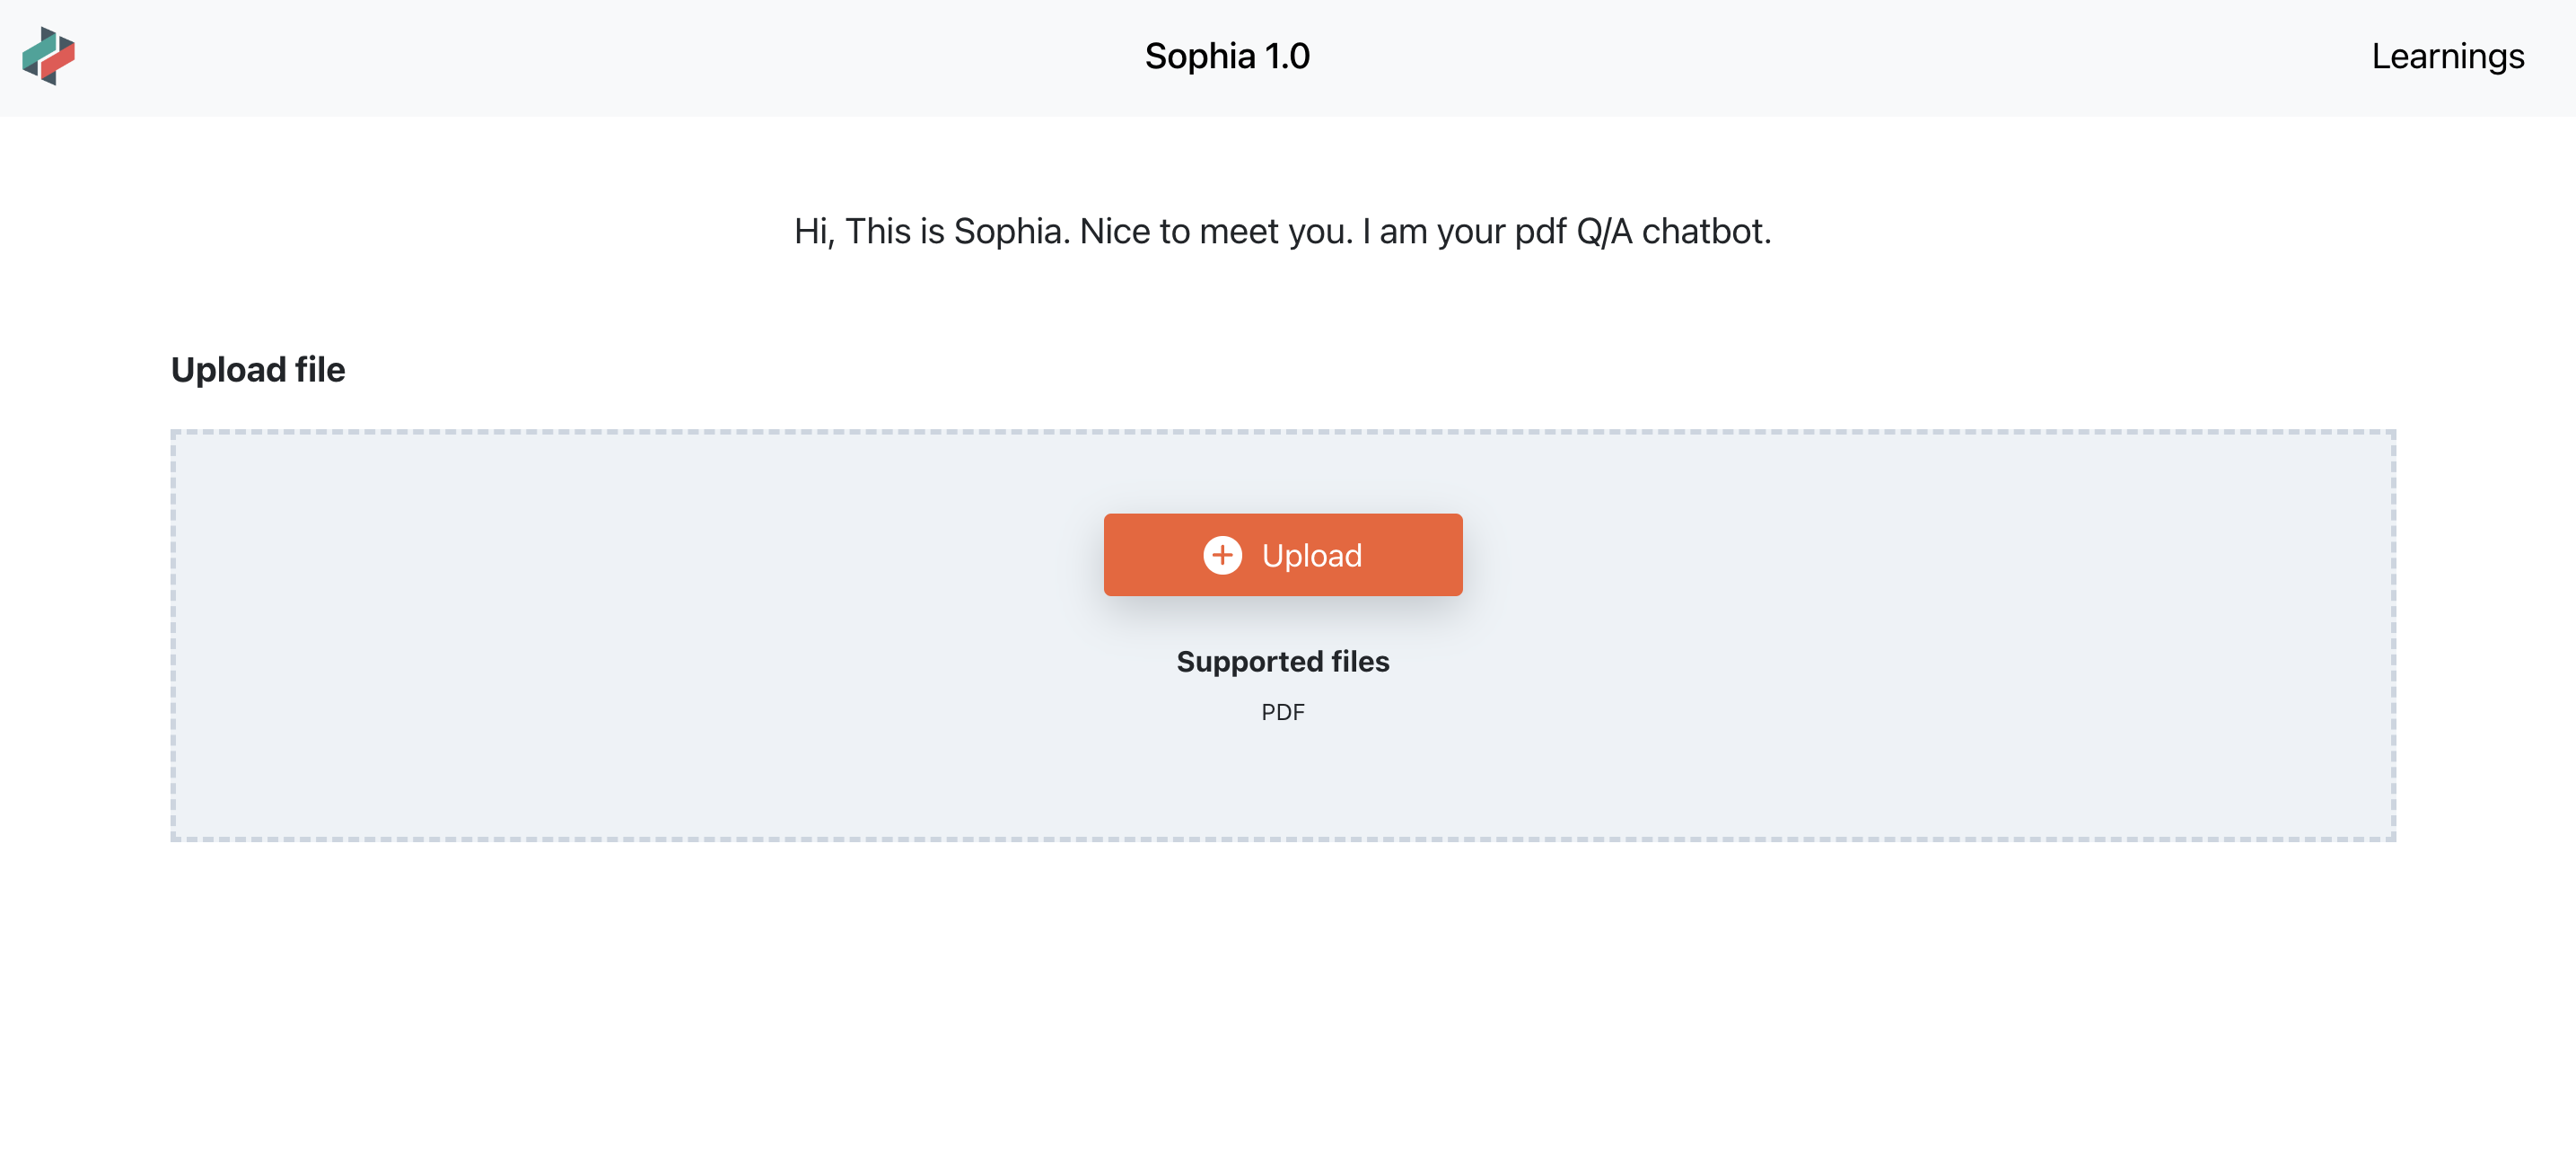 Sophia 1.0
Learnings
Hi, This is Sophia. Nice to meet you. I am your pdf Q/A chatbot.
Upload file
Upload
Supported files
PDF